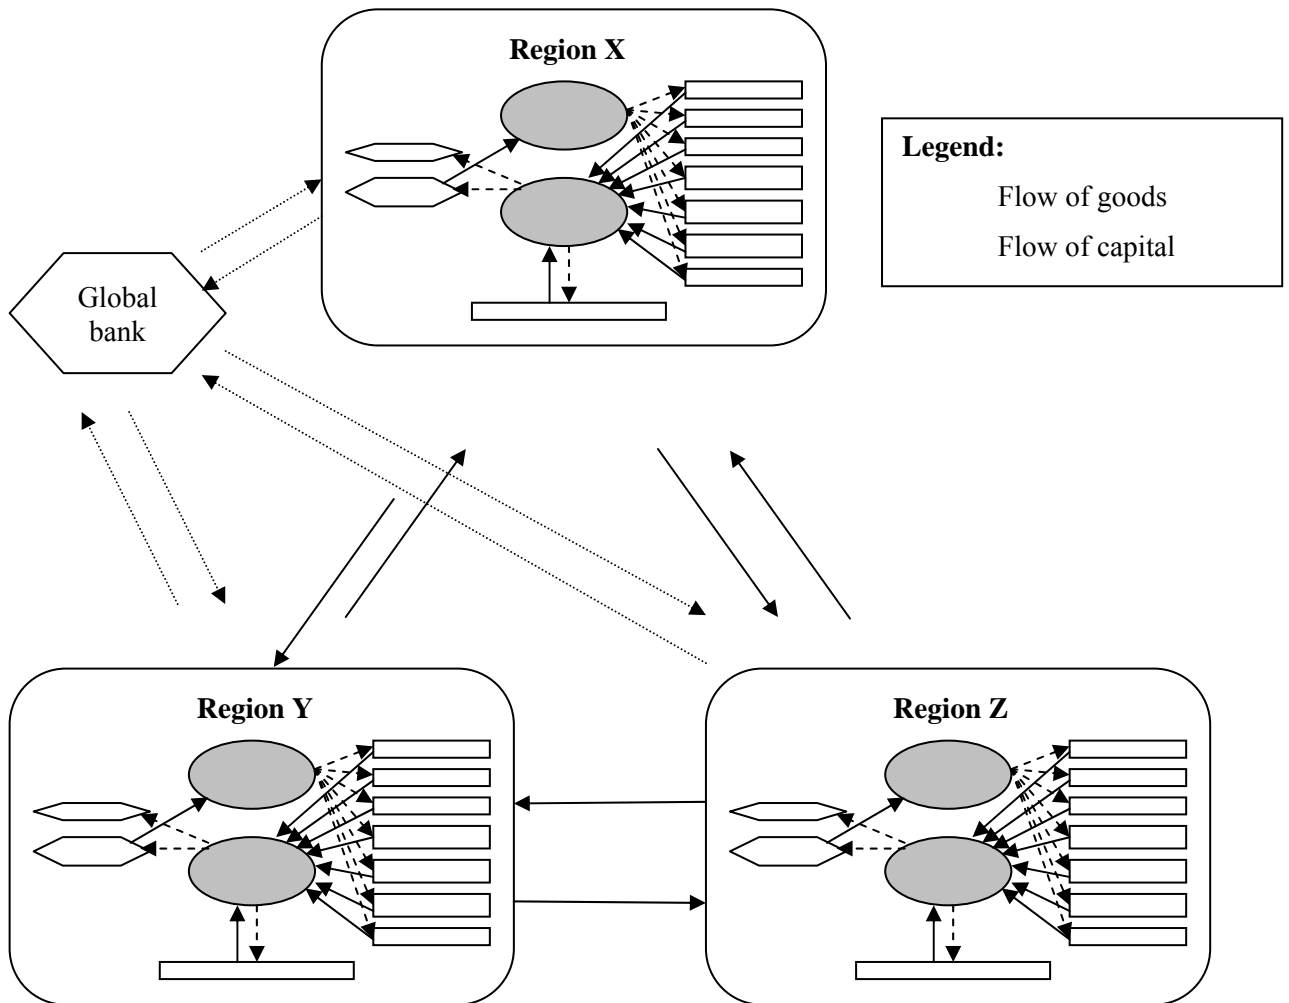 Region X
Legend:
Flow of goods
Flow of capital
Global
bank
Region Y
Region Z